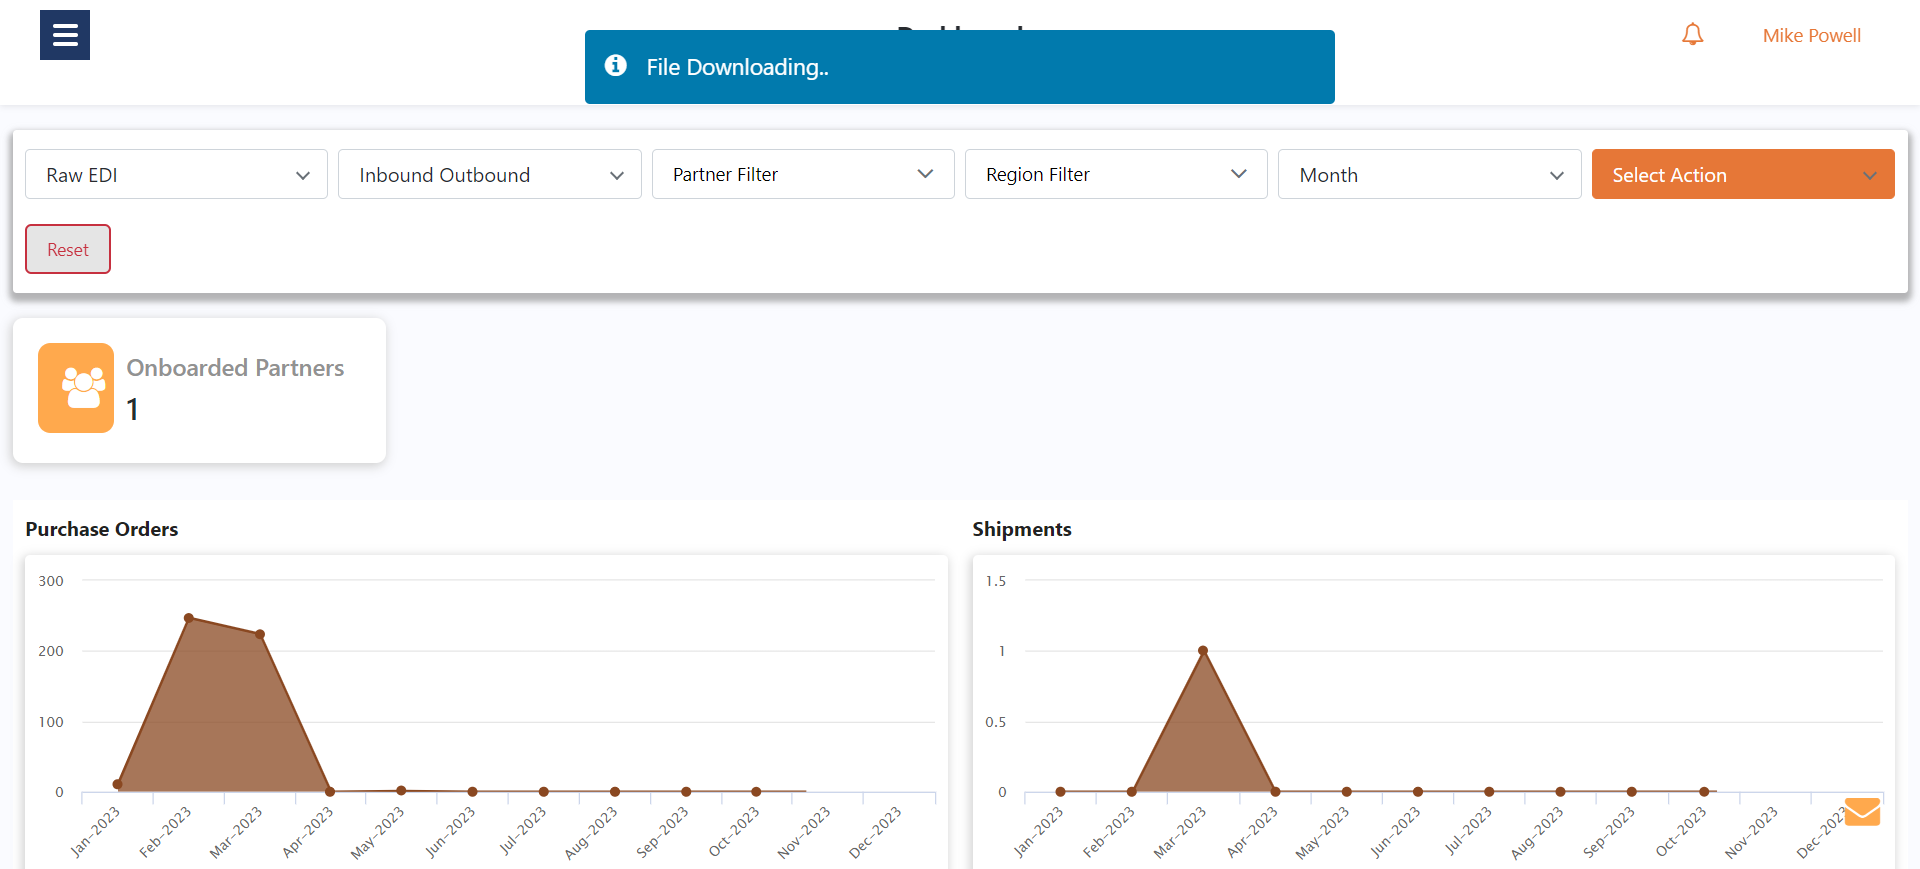 File Downloading..
Mike Powell
Raw EDI
Inbound Outbound
Partner Filter
Region Filter
Month
Select Action
Reset
Onboarded Partners
1
Purchase Orders
300
200
100
0
Jan-2023
Feb-2023
Mar-2023
Apr-2023
May-2023
Jun-2023
Jul-2023
Aug-2023
Sep-2023
Oct-2023
Nov-2023
Dec-2023
Shipments
1.5
1
0.5
0
Jan-2023
Feb-2023
Mar-2023
Apr-2023
May-2023
Jun-2023
Jul-2023
Aug-2023
Sep-2023
Oct-2023
Nov-2023
Dec-2023